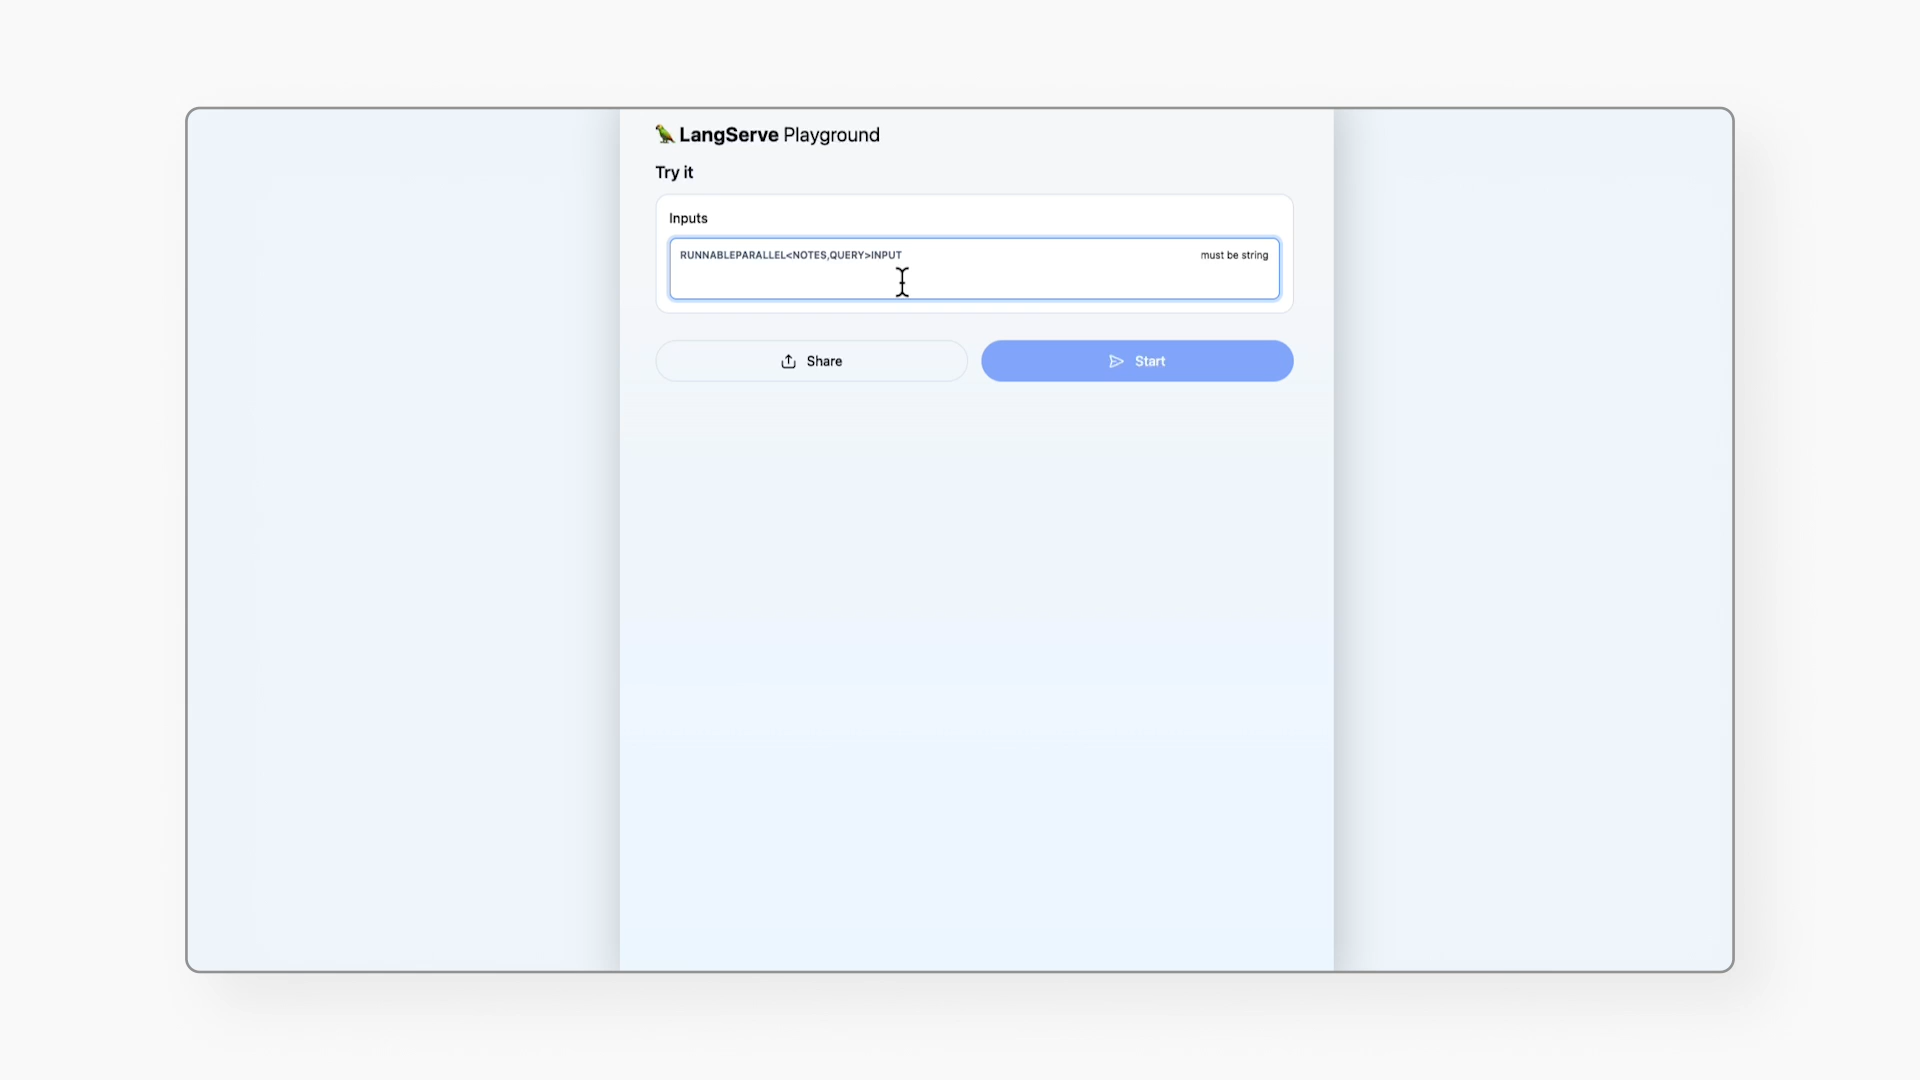 LangServe Playground
Try it
Inputs
RUNNABLEPARALLEL<NOTES,QUERY>INPUT must be string
Share Start